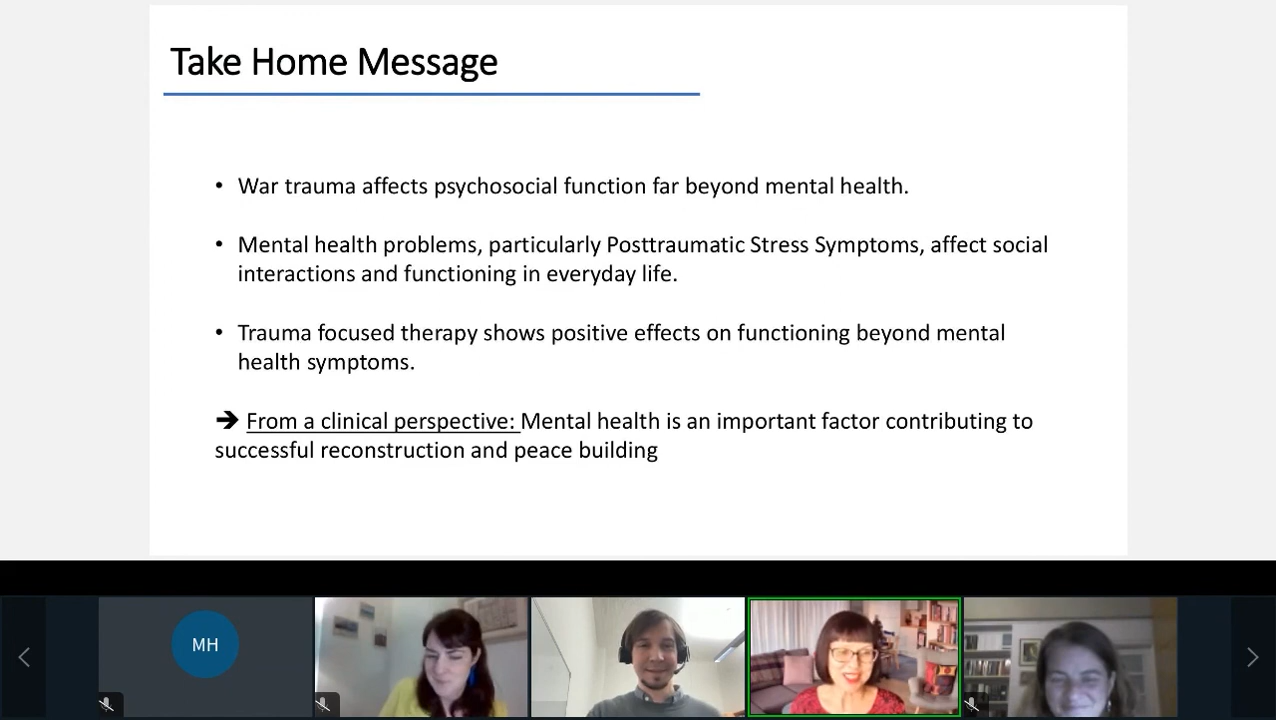 Take Home Message
• War trauma affects psychosocial function far beyond mental health.
• Mental health problems, particularly Posttraumatic Stress Symptoms, affect social
interactions and functioning in everyday life.
• Trauma focused therapy shows positive effects on functioning beyond mental
health symptoms.
➔ From a clinical perspective: Mental health is an important factor contributing to
successful reconstruction and peace building
MH